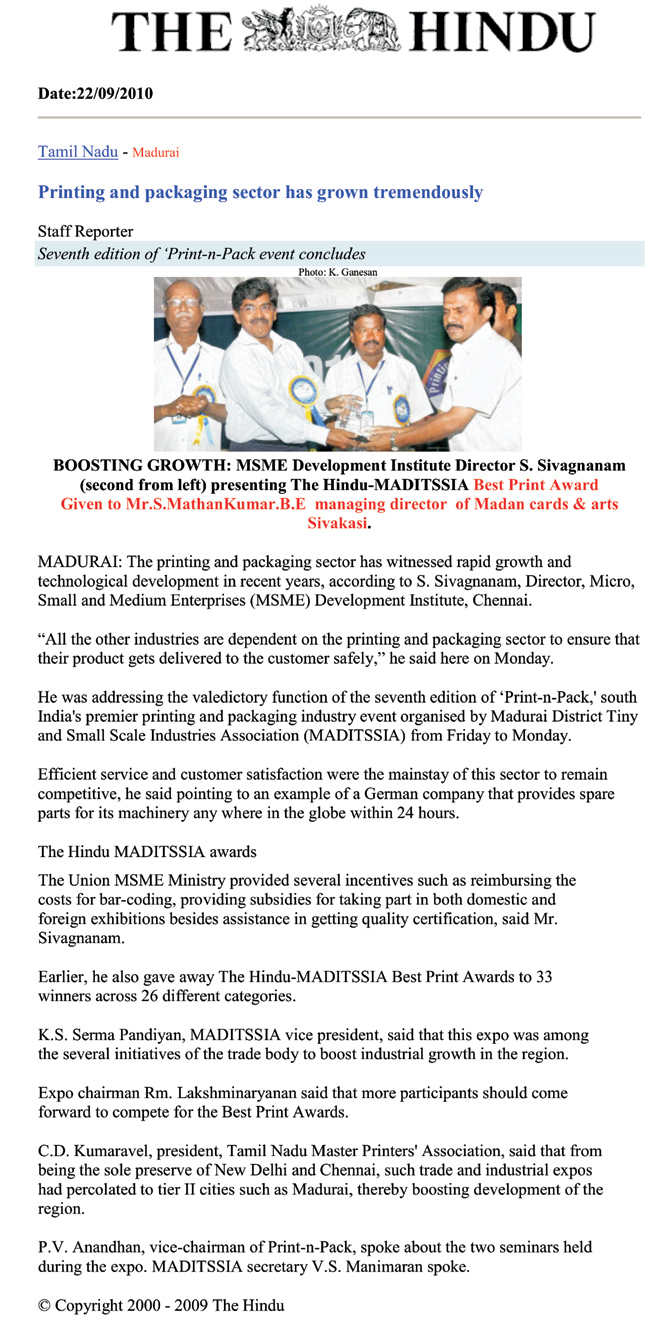 THE HINDU
Date:22/09/2010
Tamil Nadu - Madurai
Printing and packaging sector has grown tremendously
Staff Reporter
Seventh edition of ‘Print-n-Pack event concludes
Photo: K. Ganesan
Printin
BOOSTING GROWTH: MSME Development Institute Director S. Sivagnanam
(second from left) presenting The Hindu-MADITSSIA Best Print Award
Given to Mr.S.MathanKumar.B.E managing director of Madan cards & arts
Sivakasi.
MADURAI: The printing and packaging sector has witnessed rapid growth and
technological development in recent years, according to S. Sivagnanam, Director, Micro,
Small and Medium Enterprises (MSME) Development Institute, Chennai.
“All the other industries are dependent on the printing and packaging sector to ensure that
their product gets delivered to the customer safely,” he said here on Monday.
He was addressing the valedictory function of the seventh edition of ‘Print-n-Pack,' south
India's premier printing and packaging industry event organised by Madurai District Tiny
and Small Scale Industries Association (MADITSSIA) from Friday to Monday.
Efficient service and customer satisfaction were the mainstay of this sector to remain
competitive, he said pointing to an example of a German company that provides spare
parts for its machinery any where in the globe within 24 hours.
The Hindu MADITSSIA awards
The Union MSME Ministry provided several incentives such as reimbursing the
costs for bar-coding, providing subsidies for taking part in both domestic and
foreign exhibitions besides assistance in getting quality certification, said Mr.
Sivagnanam.
Earlier, he also gave away The Hindu-MADITSSIA Best Print Awards to 33
winners across 26 different categories.
K.S. Serma Pandiyan, MADITSSIA vice president, said that this expo was among
the several initiatives of the trade body to boost industrial growth in the region.
Expo chairman Rm. Lakshminaryanan said that more participants should come
forward to compete for the Best Print Awards.
C.D. Kumaravel, president, Tamil Nadu Master Printers' Association, said that from
being the sole preserve of New Delhi and Chennai, such trade and industrial expos
had percolated to tier II cities such as Madurai, thereby boosting development of the
region.
P.V. Anandhan, vice-chairman of Print-n-Pack, spoke about the two seminars held
during the expo. MADITSSIA secretary V.S. Manimaran spoke.
© Copyright 2000 - 2009 The Hindu